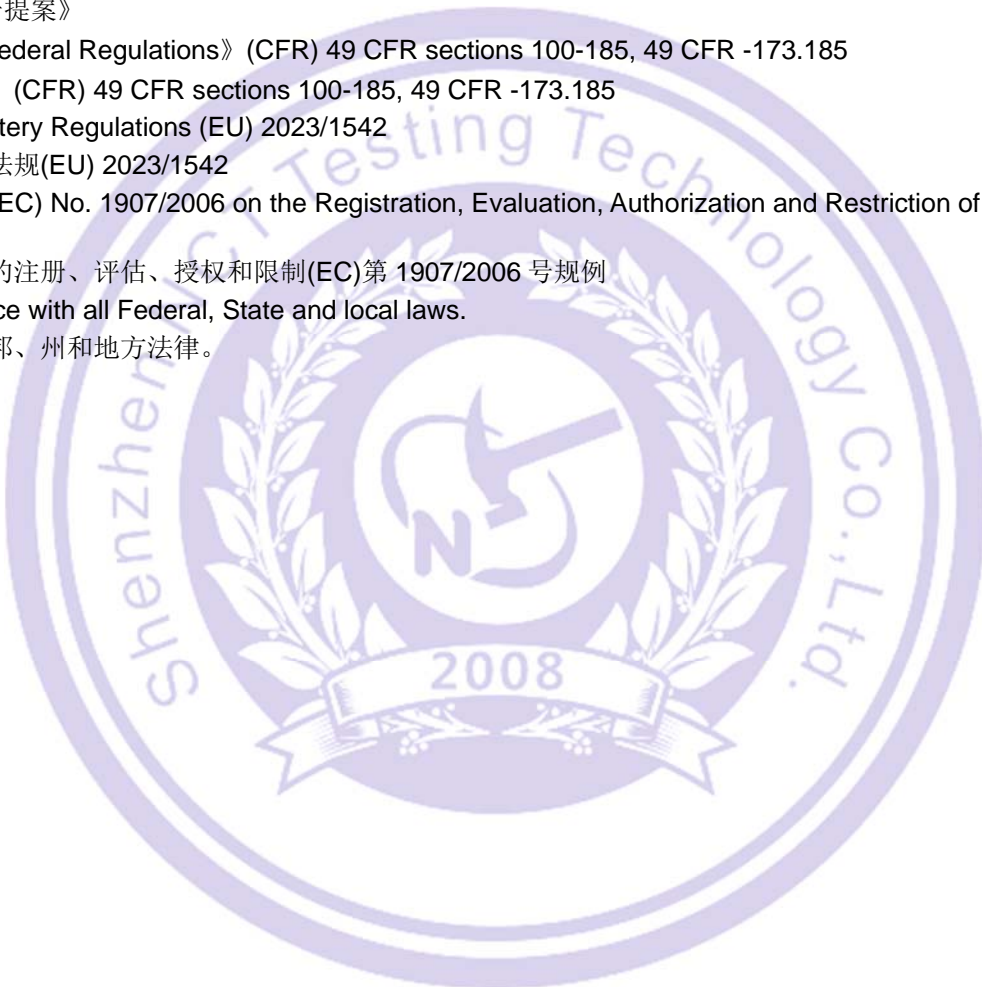 提案》
ederal Regulations》(CFR) 49 CFR sections 100-185, 49 CFR -173.185
(CFR) 49 CFR sections 100-185, 49 CFR -173.185
tery Regulations (EU) 2023/1542
法规(EU) 2023/1542
EC) No. 1907/2006 on the Registration, Evaluation, Authorization and Restriction of
的注册、评估、授权和限制(EC)第 1907/2006 号规例
ce with all Federal, State and local laws.
邦、州和地方法律。
Shenzhen NCT Testing Technology Co.,Ltd.
N
2008